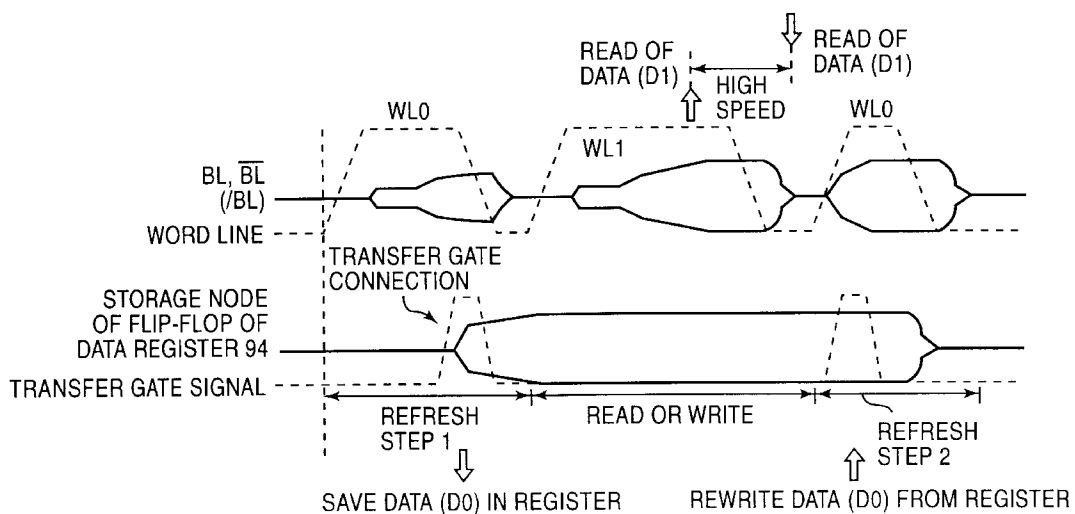 READ OF
DATA (D1)
READ OF
DATA (D1)
HIGH
SPEED
WL0
WL1
WL0
BL, B̅L̅
(/BL)
WORD LINE
TRANSFER GATE
CONNECTION
STORAGE NODE
OF FLIP-FLOP OF
DATA REGISTER 94
TRANSFER GATE SIGNAL
REFRESH
STEP 1
READ OR WRITE
REFRESH
STEP 2
SAVE DATA (D0) IN REGISTER
REWRITE DATA (D0) FROM REGISTER